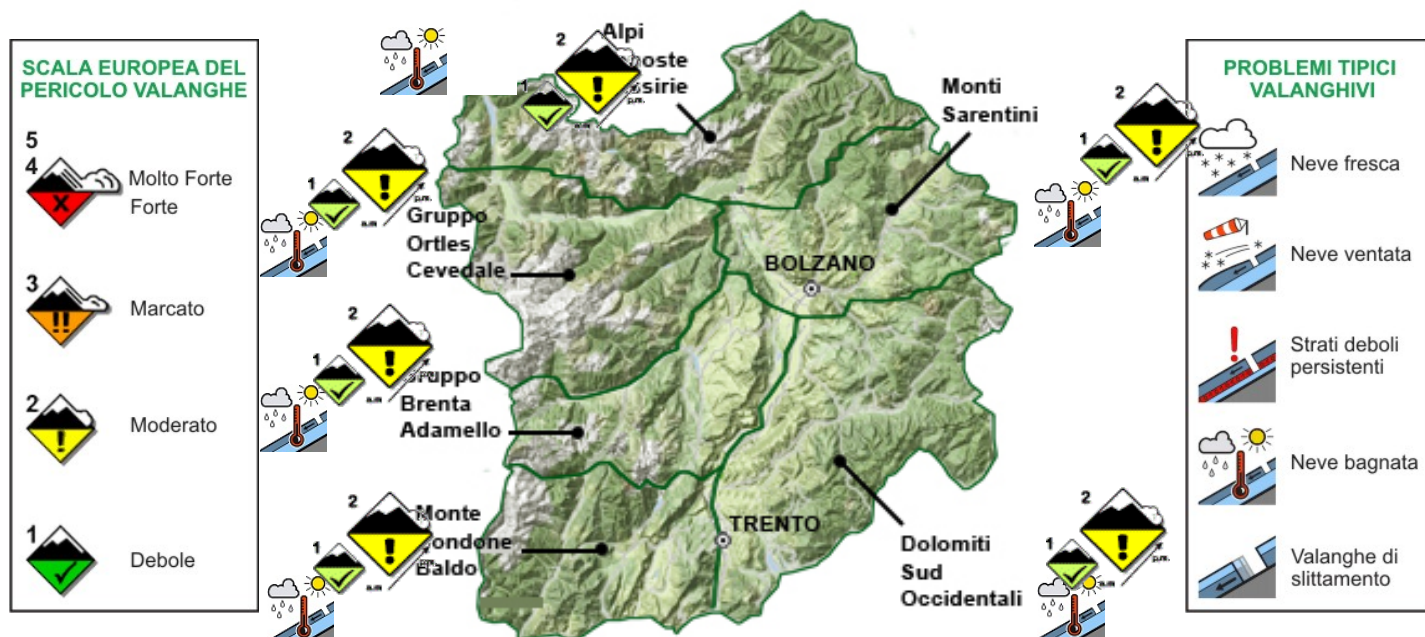 SCALA EUROPEA DEL
PERICOLO VALANGHE
5
4
Molto Forte
Forte
3
Marcato
2
Moderato
1
Debole
2
Alpi
1
p.m.
a.m
Monti
Sarentini
2
1
p.m.
a.m
Gruppo
Ortles
Cevedale
BOLZANO
2
1
p.m.
a.m
2
1
a.m
Brenta
Adamello
2
1
a.m
Monte
Baldo
TRENTO
Dolomiti
Sud
Occidentali
2
1
p.m.
a.m
PROBLEMI TIPICI
VALANGHIVI
Neve fresca
Neve ventata
Strati deboli
persistenti
Neve bagnata
Valanghe di
slittamento